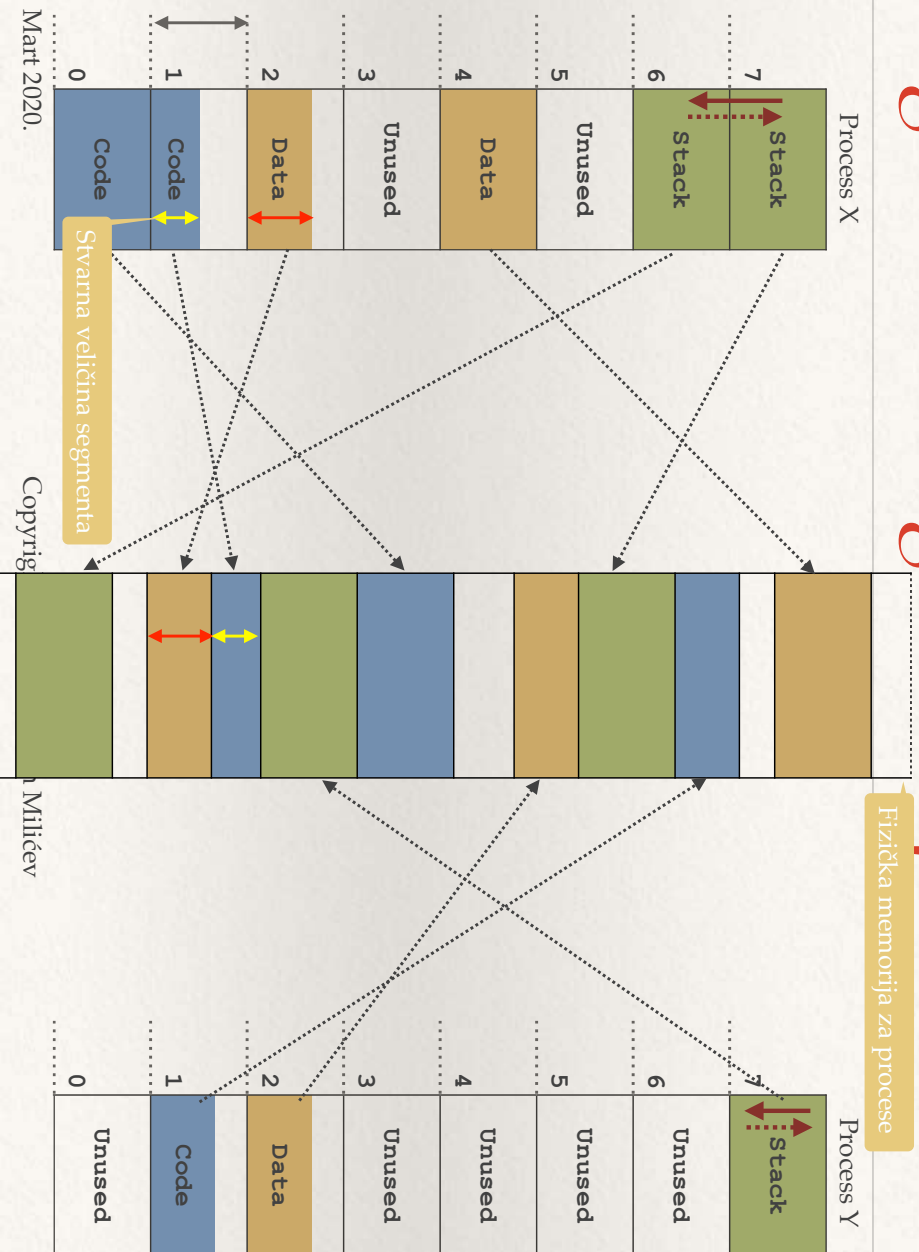 Fizička memorija za procese
Process X
7 Stack
6 Stack
5 Unused
4 Data
3 Unused
2 Data
1 Code
0 Code
Stvarna veličina segmenta
Process Y
7 Stack
6 Unused
5 Unused
4 Unused
3 Unused
2 Data
1 Code
0 Unused
Mart 2020.
Copyrig
Milićev